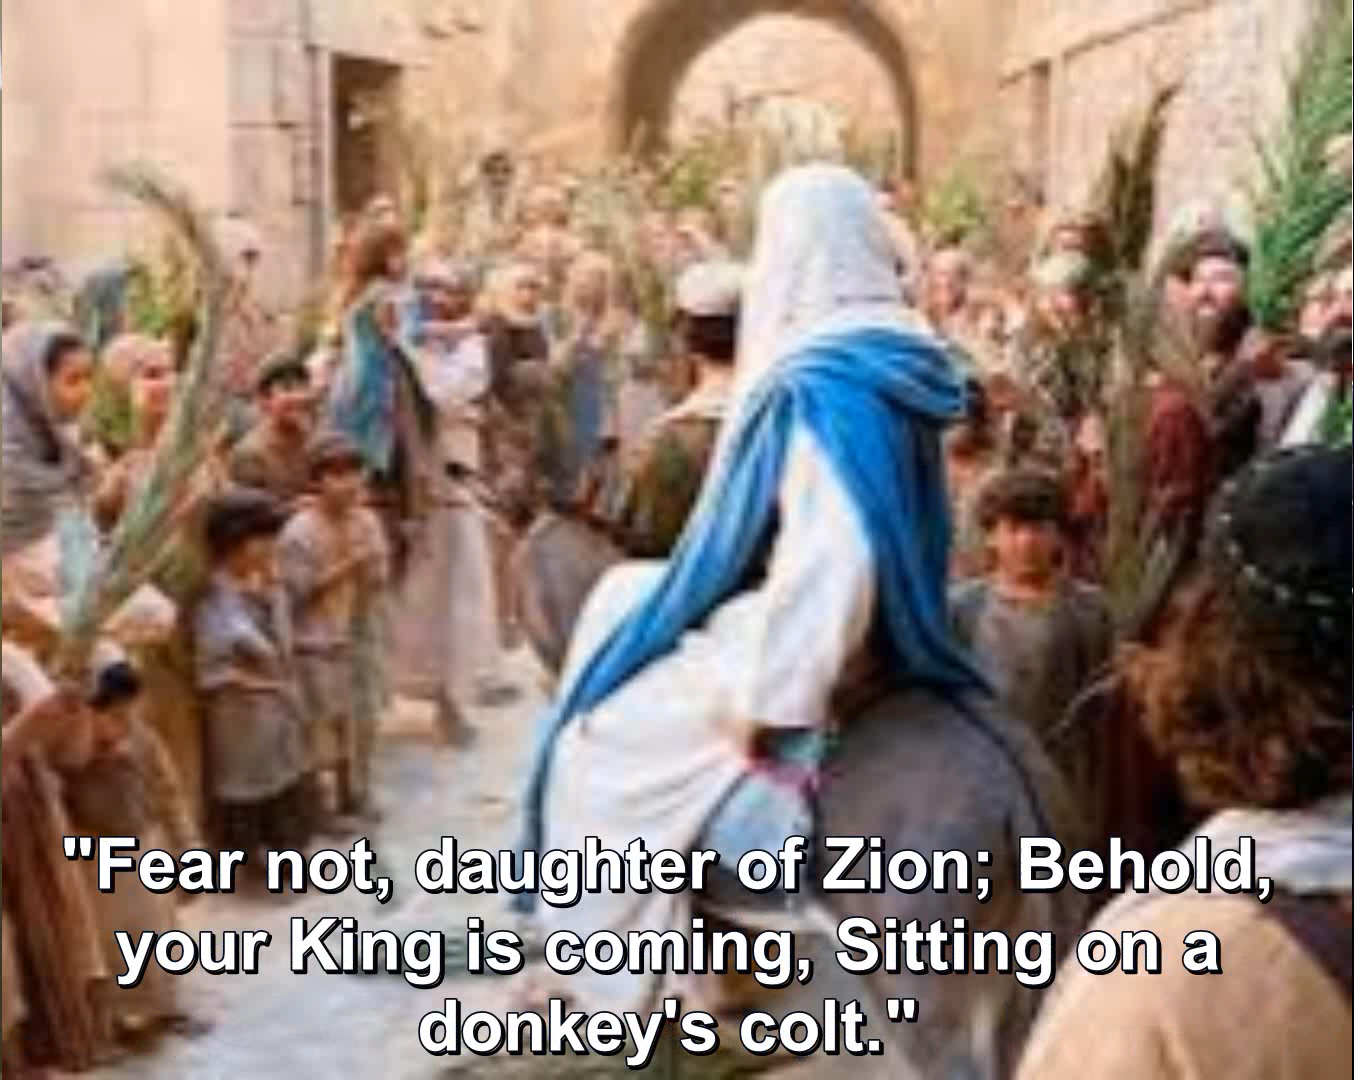 "Fear not, daughter of Zion; Behold,
your King is coming, Sitting on a
donkey's colt."